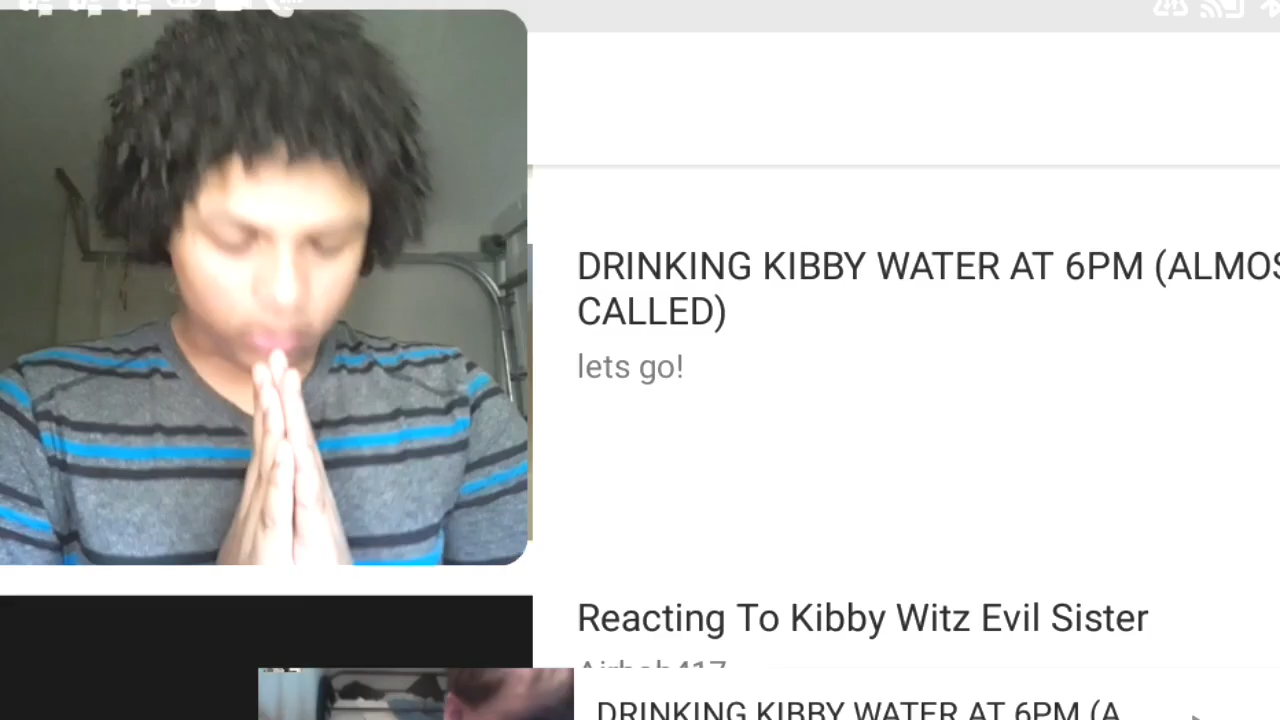 DRINKING KIBBY WATER AT 6PM (ALMOS
CALLED)
lets go!
Reacting To Kibby Witz Evil Sister
Airbab417
DRINKING KIBBY WATER AT 6PM (A